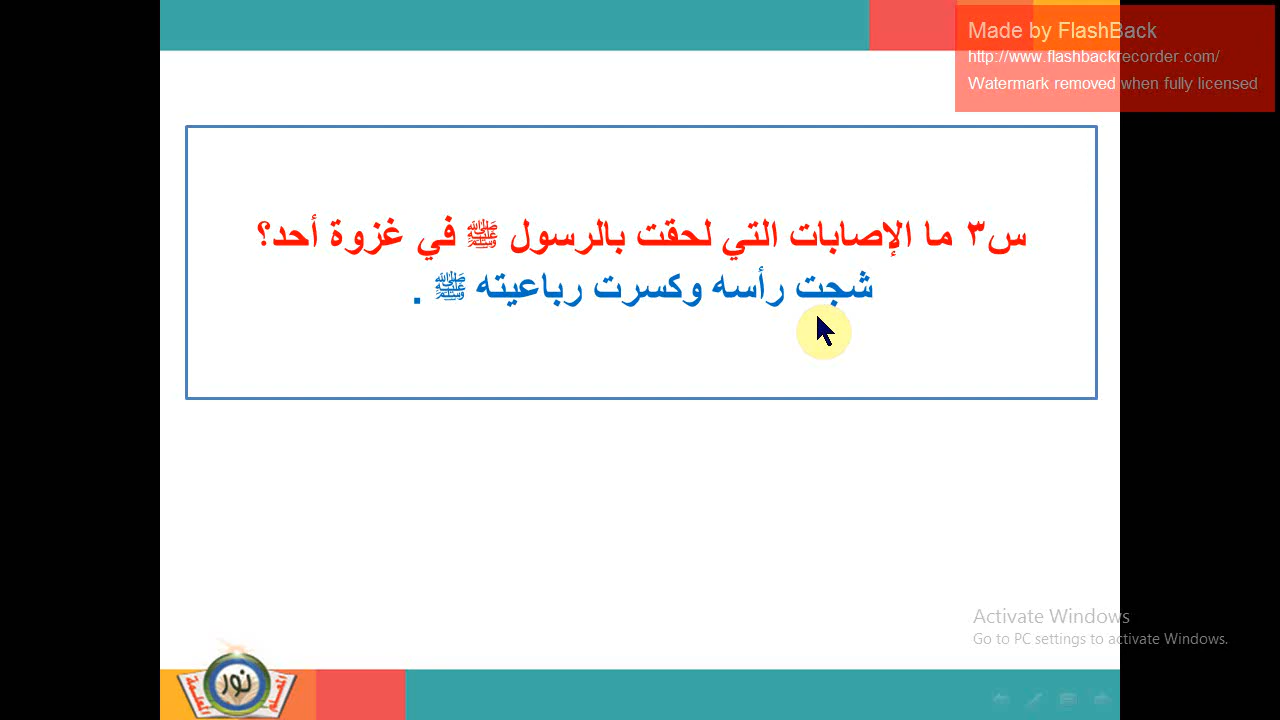 Made by FlashBack
http://www.flashbackrecorder.com/
Watermark removed when fully licensed
س٣ ما الإصابات التي لحقت بالرسول ﷺ في غزوة أحد؟
شجت رأسه وكسرت رباعيته ﷺ .
Activate Windows
Go to PC settings to activate Windows.
نور